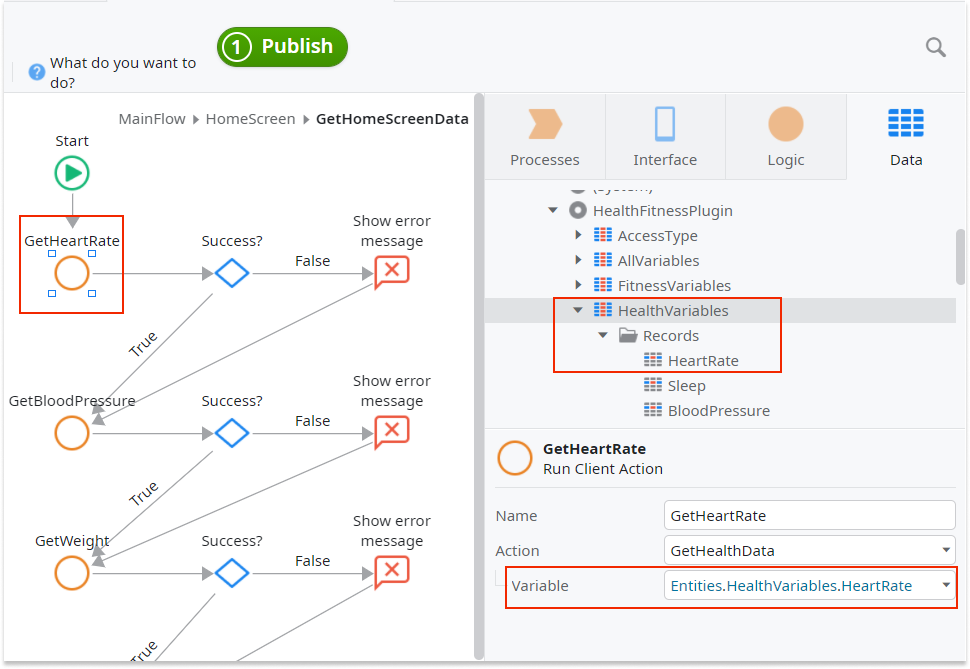 1 Publish
? What do you want to
do?
MainFlow HomeScreen GetHomeScreenData
Start
GetHeartRate
Success?
False
Show error
message
True
GetBloodPressure
Success?
False
Show error
message
True
GetWeight
Success?
False
Show error
message
True
Processes
Interface
Logic
Data
(System)
HealthFitnessPlugin
AccessType
AllVariables
FitnessVariables
HealthVariables
Records
HeartRate
Sleep
BloodPressure
GetHeartRate
Run Client Action
Name GetHeartRate
Action GetHealthData
Variable Entities.HealthVariables.HeartRate